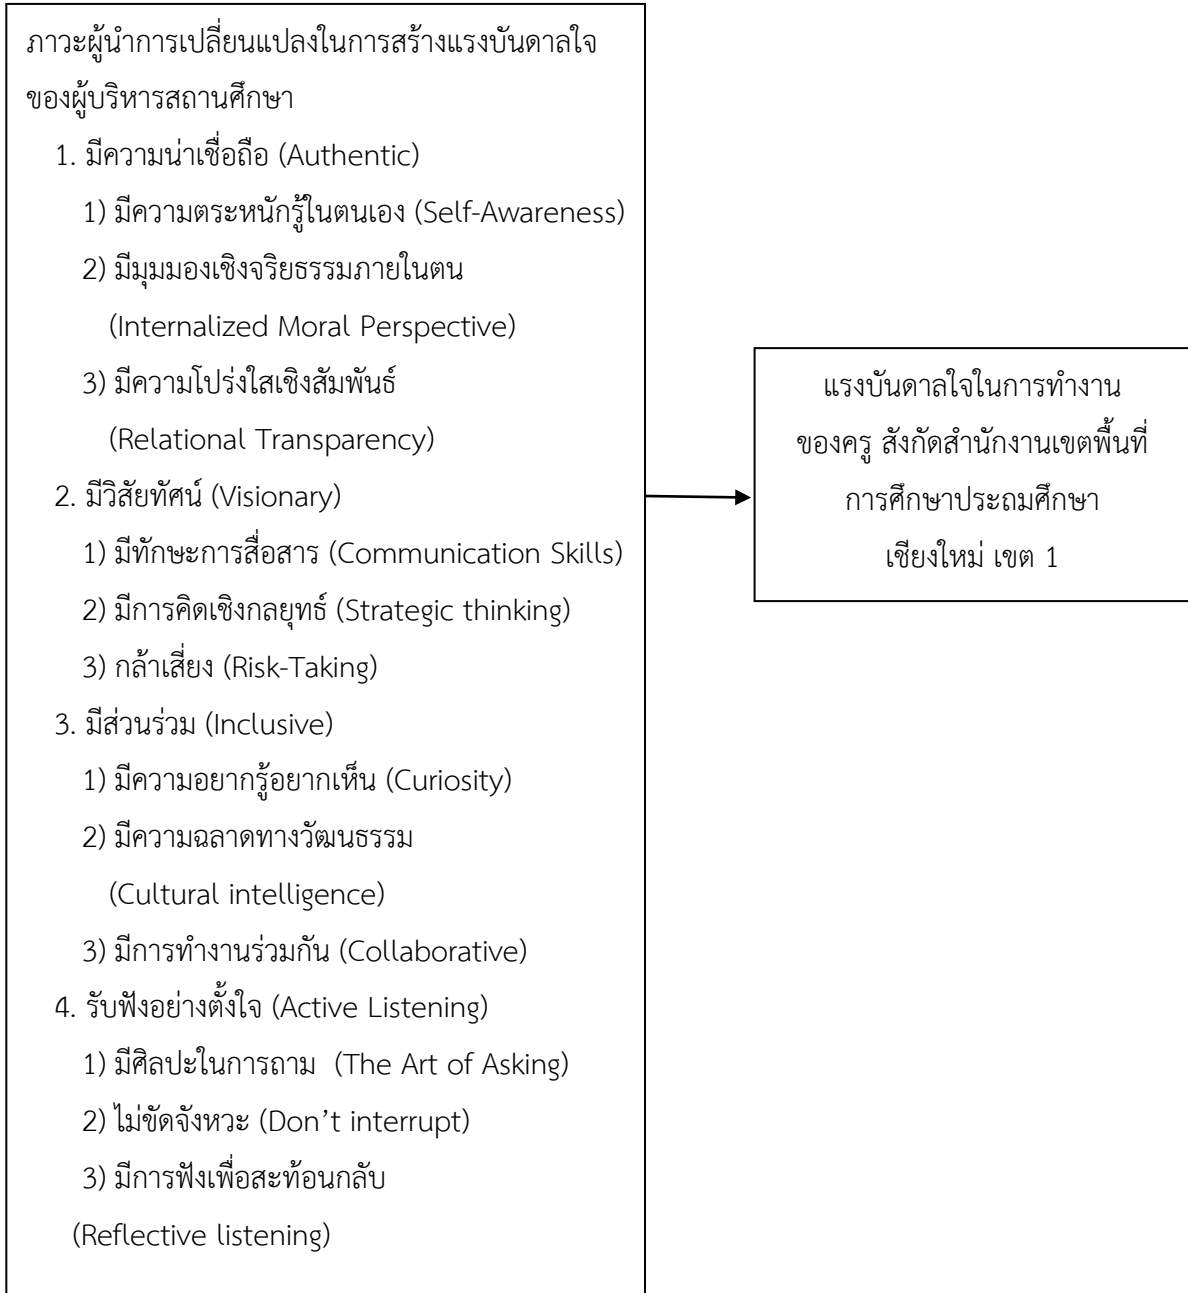 ภาวะผู้นำการเปลี่ยนแปลงในการสร้างแรงบันดาลใจ
ของผู้บริหารสถานศึกษา
1. มีความน่าเชื่อถือ (Authentic)
1) มีความตระหนักรู้ในตนเอง (Self-Awareness)
2) มีมุมมองเชิงจริยธรรมภายในตน
(Internalized Moral Perspective)
3) มีความโปร่งใสเชิงสัมพันธ์
(Relational Transparency)
2. มีวิสัยทัศน์ (Visionary)
1) มีทักษะการสื่อสาร (Communication Skills)
2) มีการคิดเชิงกลยุทธ์ (Strategic thinking)
3) กล้าเสี่ยง (Risk-Taking)
3. มีส่วนร่วม (Inclusive)
1) มีความอยากรู้อยากเห็น (Curiosity)
2) มีความฉลาดทางวัฒนธรรม
(Cultural intelligence)
3) มีการทำงานร่วมกัน (Collaborative)
4. รับฟังอย่างตั้งใจ (Active Listening)
1) มีศิลปะในการถาม (The Art of Asking)
2) ไม่ขัดจังหวะ (Don’t interrupt)
3) มีการฟังเพื่อสะท้อนกลับ
(Reflective listening)
แรงบันดาลใจในการทำงาน
ของครู สังกัดสำนักงานเขตพื้นที่
การศึกษาประถมศึกษา
เชียงใหม่ เขต 1